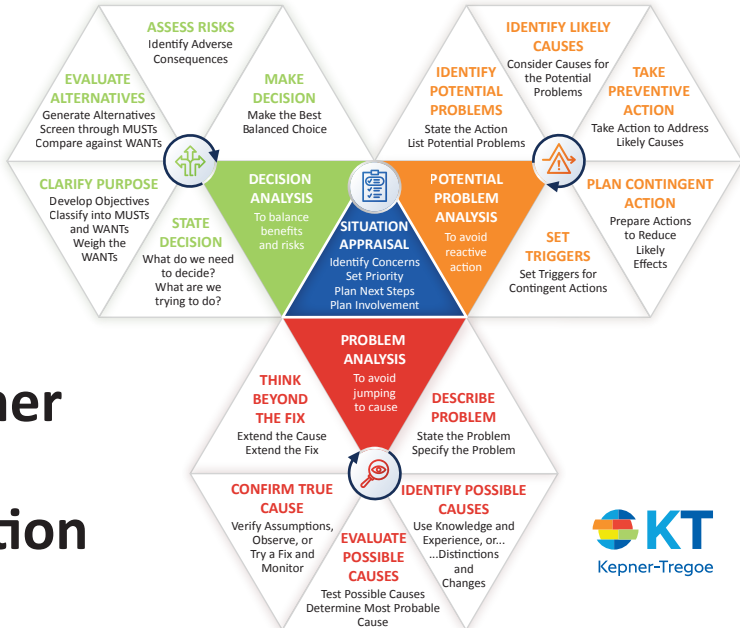 ASSESS RISKS
Identify Adverse
Consequences
EVALUATE
ALTERNATIVES
Generate Alternatives
Screen through MUSTs
Compare against WANTs
MAKE
DECISION
Make the Best
Balanced Choice
CLARIFY PURPOSE
Develop Objectives
Classify into MUSTs
and WANTs
Weigh the
WANTs
STATE
DECISION
What do we need
to decide?
What are we
trying to do?
DECISION
ANALYSIS
To balance
benefits
and risks
SITUATION
APPRAISAL
Identify Concerns
Set Priority
Plan Next Steps
Plan Involvement
POTENTIAL
PROBLEM
ANALYSIS
To avoid
reactive
action
IDENTIFY LIKELY
CAUSES
Consider Causes for
the Potential
Problems
IDENTIFY
POTENTIAL
PROBLEMS
State the Action
List Potential Problems
TAKE
PREVENTIVE
ACTION
Take Action to Address
Likely Causes
PLAN CONTINGENT
ACTION
Prepare Actions
to Reduce
Likely
Effects
SET
TRIGGERS
Set Triggers for
Contingent Actions
PROBLEM
ANALYSIS
To avoid
jumping
to cause
THINK
BEYOND
THE FIX
Extend the Cause
Extend the Fix
DESCRIBE
PROBLEM
State the Problem
Specify the Problem
CONFIRM TRUE
CAUSE
Verify Assumptions,
Observe, or
Try a Fix and
Monitor
EVALUATE
POSSIBLE
CAUSES
Test Possible Causes
Determine Most Probable
Cause
IDENTIFY POSSIBLE
CAUSES
Use Knowledge and
Experience, or...
...Distinctions
and
Changes
ner
tion
KT
Kepner-Tregoe